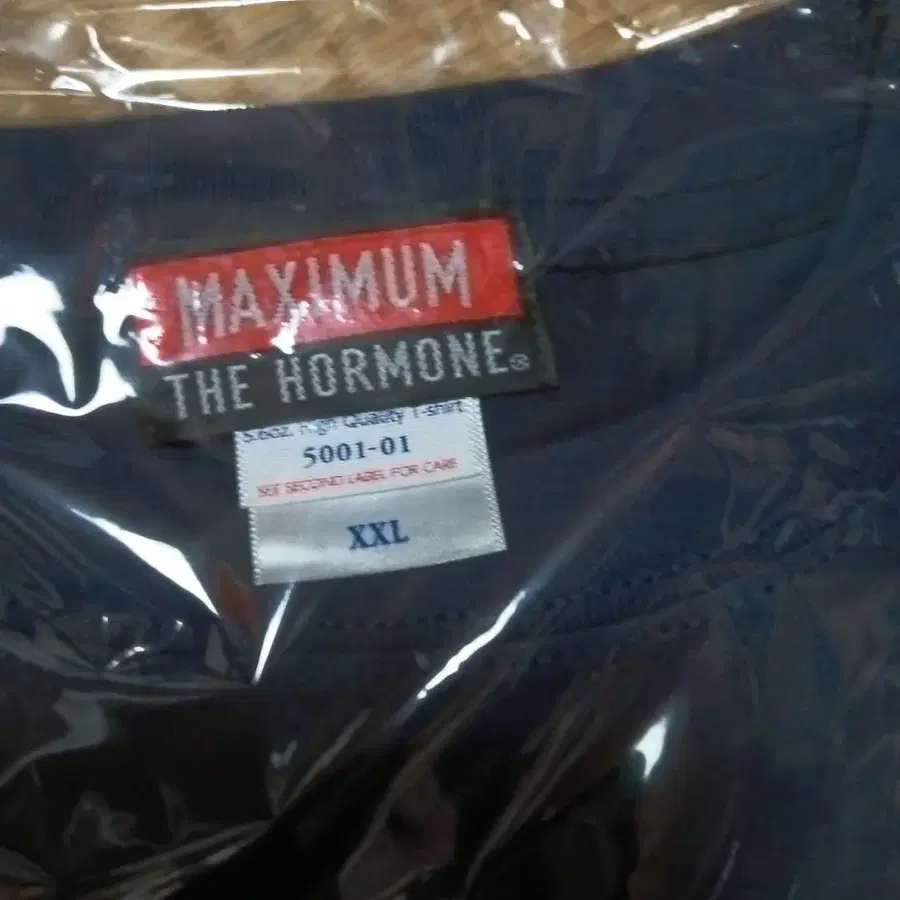 MAXIMUM
THE HORMONE®
5.6oz. High Quality T-shirt
5001-01
SEE SECOND LABEL FOR CARE
XXL